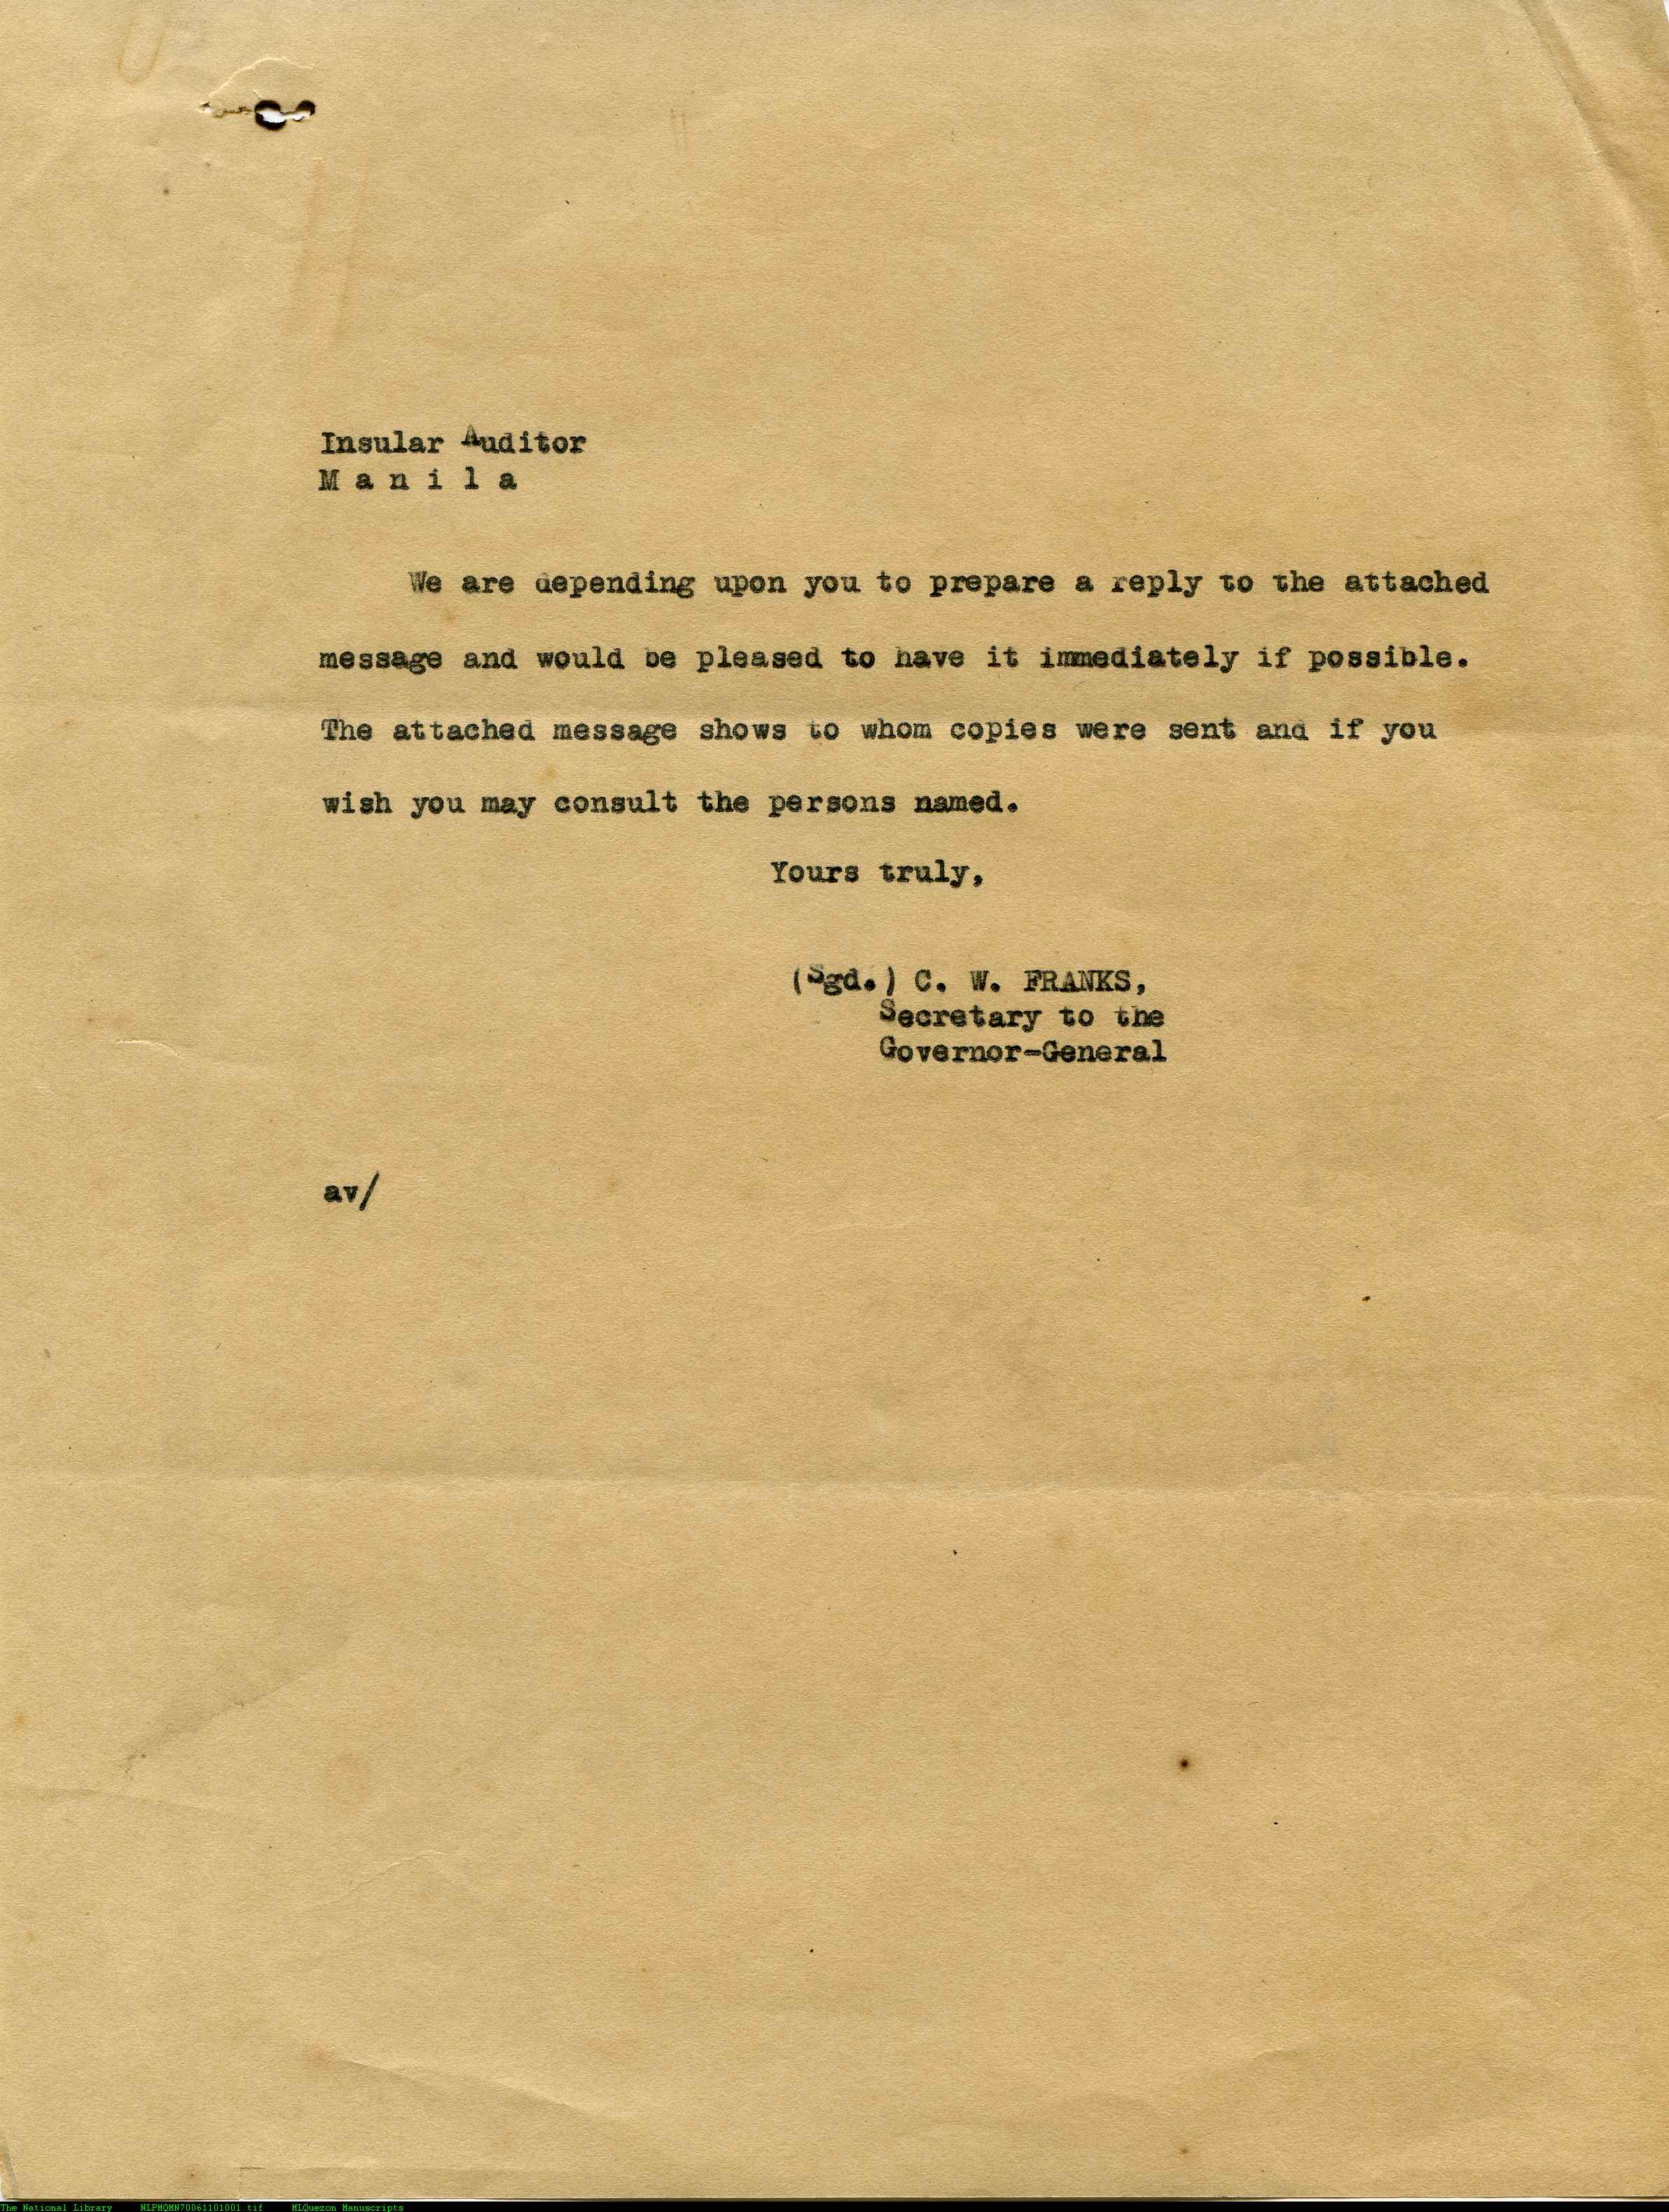 Insular Auditor
M a n i l a
We are depending upon you to prepare a reply to the attached
message and would be pleased to have it immediately if possible.
The attached message shows to whom copies were sent and if you
wish you may consult the persons named.
Yours truly,
(Sgd.) C. W. FRANKS,
Secretary to the
Governor-General
av/
The National Library NLPMQMN70061101001.tif MLQuezon Manuscripts